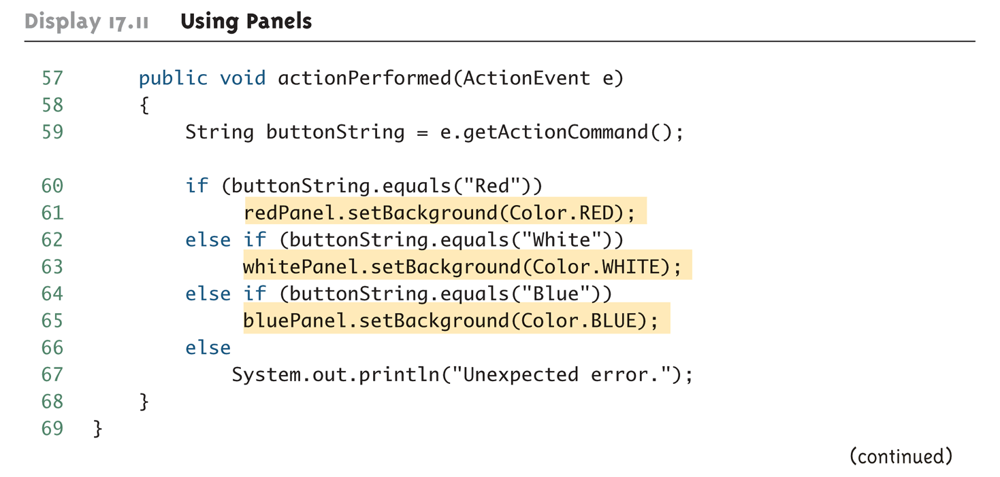 Display 17.11 Using Panels
57 public void actionPerformed(ActionEvent e)
58 {
59 String buttonString = e.getActionCommand();
60 if (buttonString.equals("Red"))
61 redPanel.setBackground(Color.RED);
62 else if (buttonString.equals("White"))
63 whitePanel.setBackground(Color.WHITE);
64 else if (buttonString.equals("Blue"))
65 bluePanel.setBackground(Color.BLUE);
66 else
67 System.out.println("Unexpected error.");
68 }
69 }
(continued)